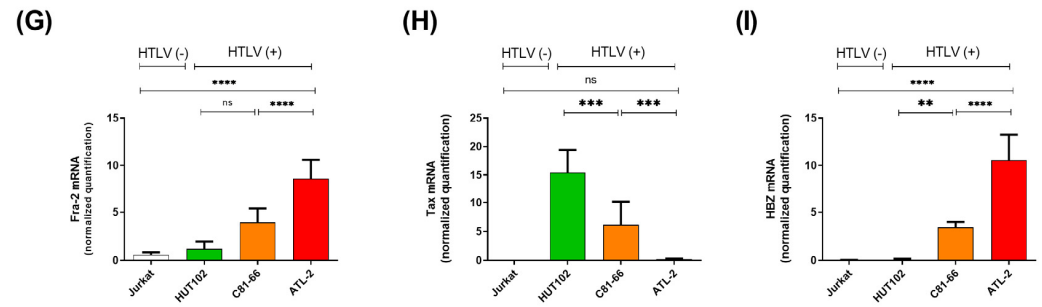 (G)
HTLV (-) HTLV (+)
****
ns ****
Fra-2 mRNA
(normalized quantification)
15
10
5
0
Jurkat HUT102 C81-66 ATL-2
(H)
HTLV (-) HTLV (+)
ns
*** ***
Tax mRNA
(normalized quantification)
25
20
15
10
5
0
Jurkat HUT102 C81-66 ATL-2
(I)
HTLV (-) HTLV (+)
****
** ****
HBZ mRNA
(normalized quantification)
15
10
5
0
Jurkat HUT102 C81-66 ATL-2